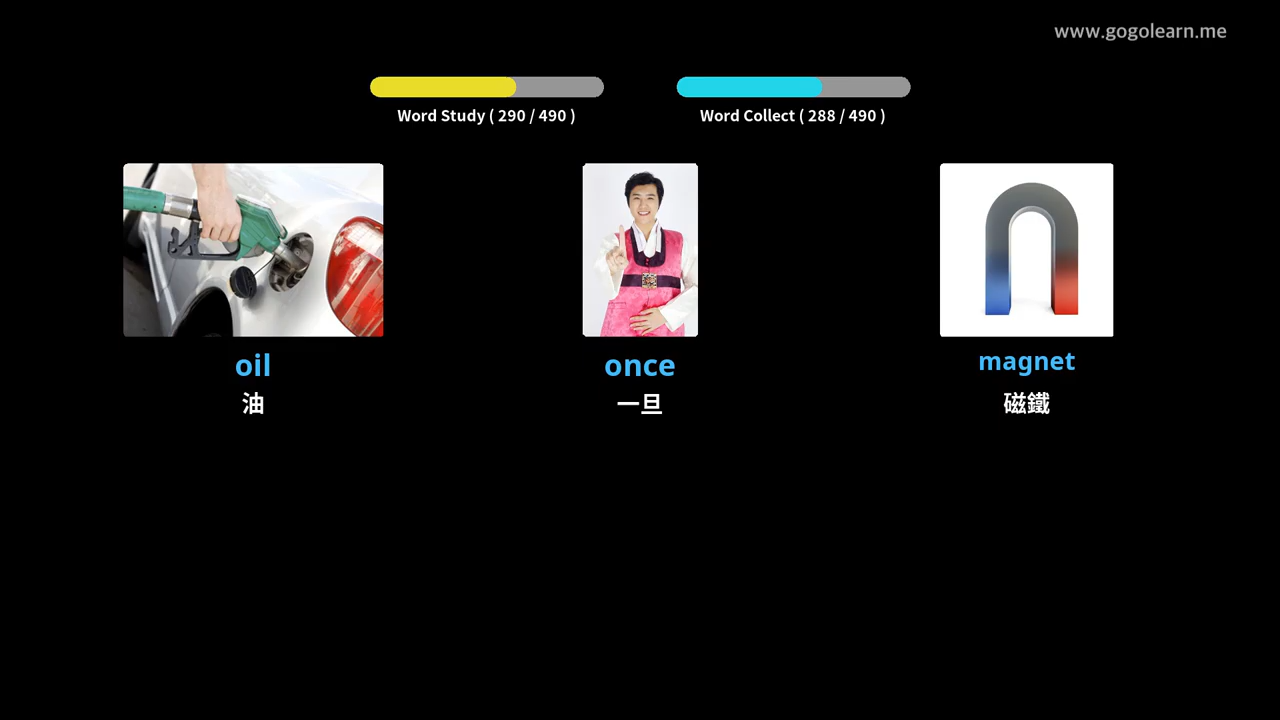 www.gogolearn.me
Word Study ( 290 / 490 )
Word Collect ( 288 / 490 )
oil
once
magnet
油
一旦
磁鐵